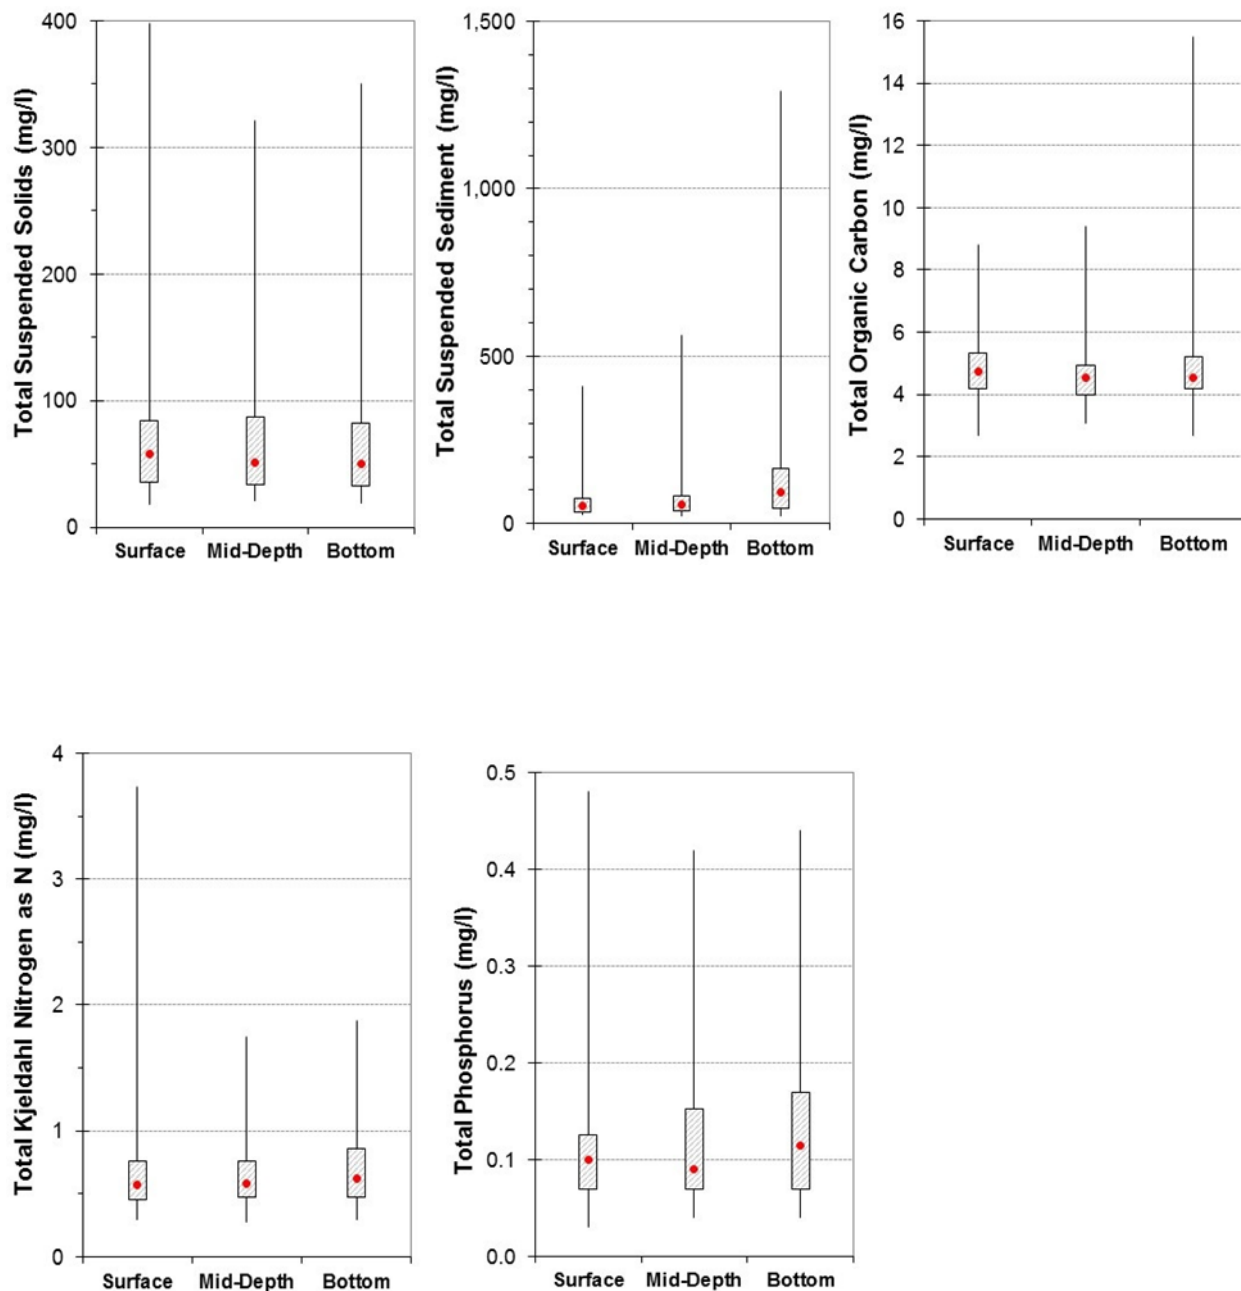 Total Suspended Solids (mg/l)
400
300
200
100
0
Surface Mid-Depth Bottom
Total Suspended Sediment (mg/l)
1,500
1,000
500
0
Surface Mid-Depth Bottom
Total Organic Carbon (mg/l)
16
14
12
10
8
6
4
2
0
Surface Mid-Depth Bottom
Total Kjeldahl Nitrogen as N (mg/l)
4
3
2
1
0
Surface Mid-Depth Bottom
Total Phosphorus (mg/l)
0.5
0.4
0.3
0.2
0.1
0.0
Surface Mid-Depth Bottom